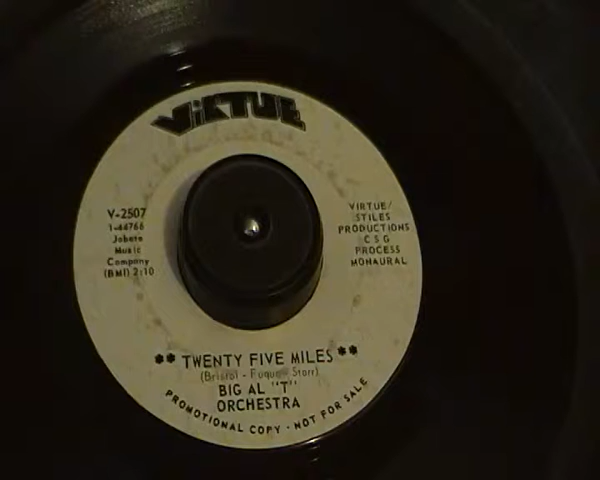 VIRTUE
V-2507
1-44766
Jobete
Music
Company
(BMI) 2:10
VIRTUE/
STILES
PRODUCTIONS
C S G
PROCESS
MONAURAL
** TWENTY FIVE MILES **
(Bristol - Fuqua - Starr)
BIG AL "T"
ORCHESTRA
PROMOTIONAL COPY - NOT FOR SALE